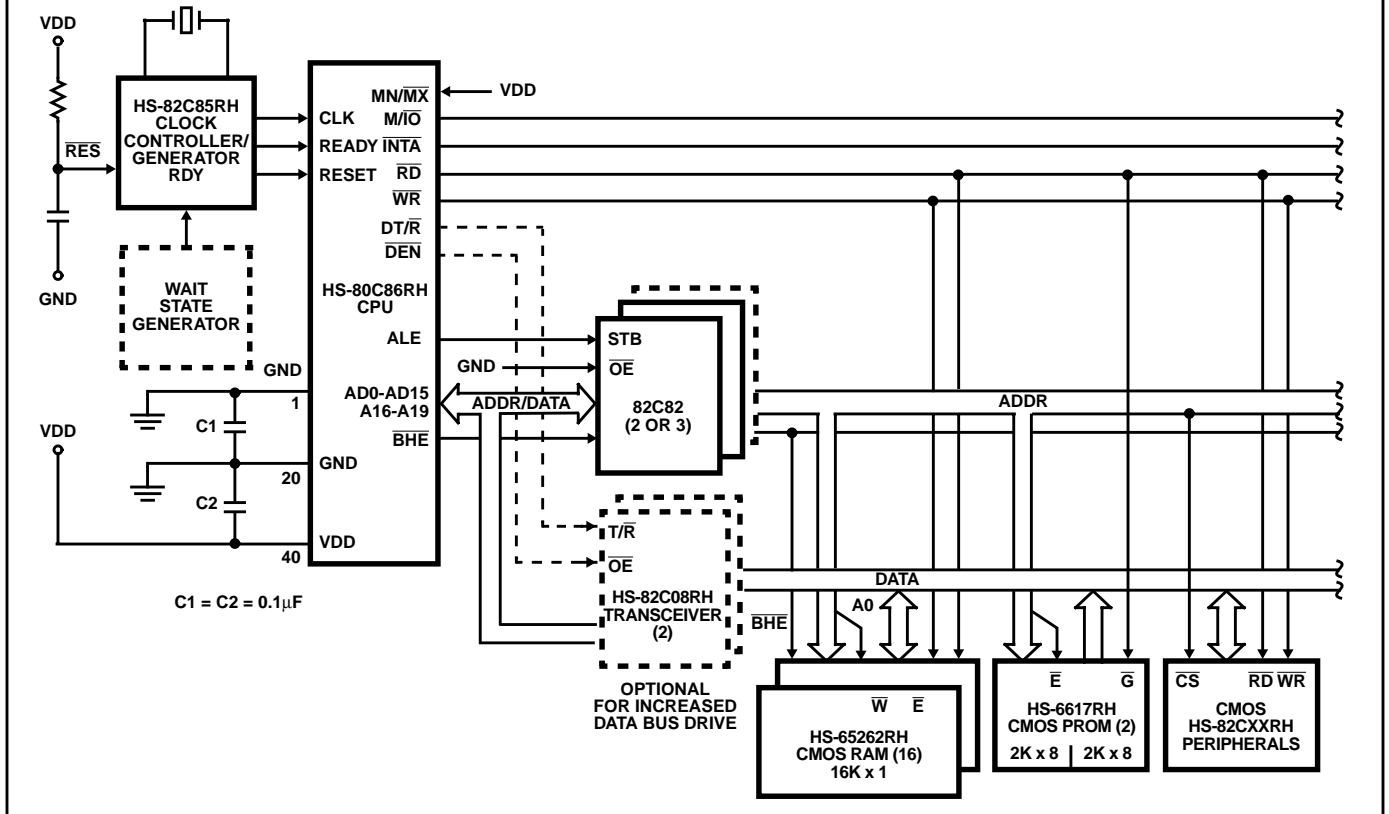 VDD
HS-82C85RH
CLOCK
CONTROLLER/
GENERATOR
RDY
RES
GND
WAIT
STATE
GENERATOR
CLK
READY
RESET
MN/MX
VDD
M/IO
INTA
RD
WR
DT/R
DEN
HS-80C86RH
CPU
ALE
AD0-AD15
A16-A19
BHE
GND
1
C1
GND
20
VDD
C2
VDD
40
C1 = C2 = 0.1μF
STB
GND
OE
ADDR/DATA
82C82
(2 OR 3)
ADDR
T/R
OE
HS-82C08RH
TRANSCEIVER
(2)
OPTIONAL
FOR INCREASED
DATA BUS DRIVE
DATA
A0
BHE
W E
HS-65262RH
CMOS RAM (16)
16K x 1
E G
HS-6617RH
CMOS PROM (2)
2K x 8 | 2K x 8
CS RD WR
CMOS
HS-82CXXRH
PERIPHERALS